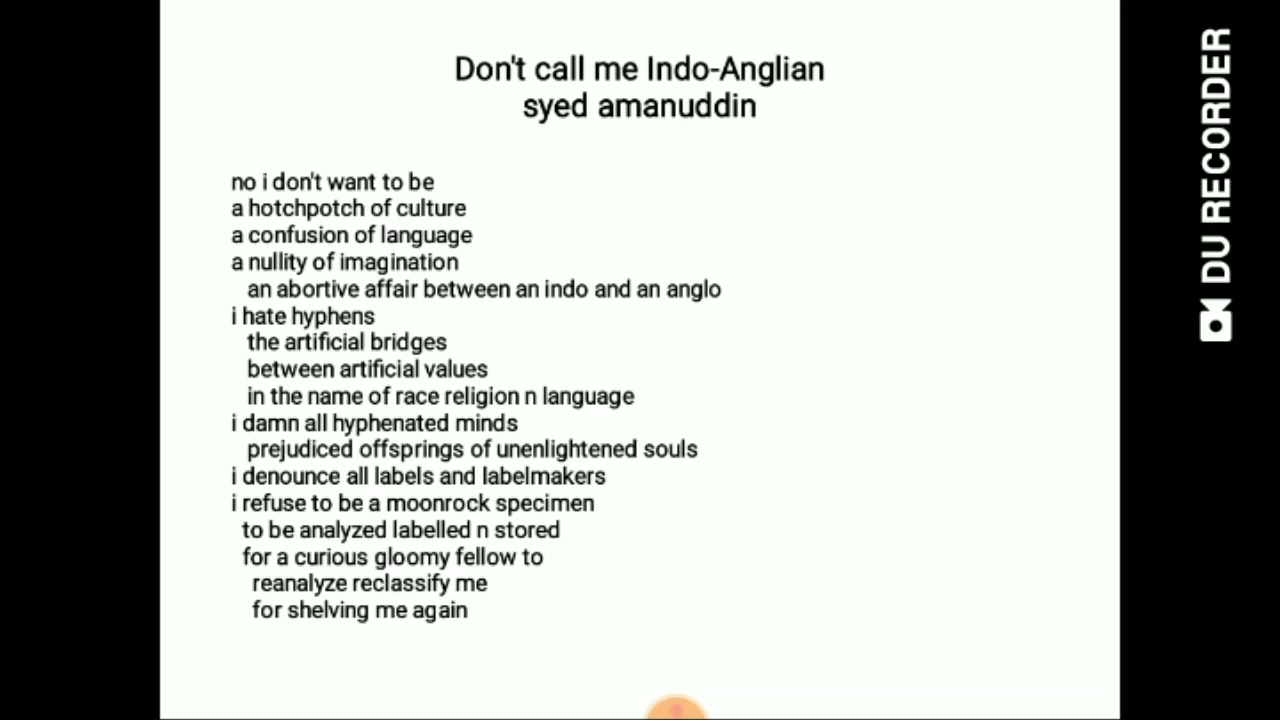 Don't call me Indo-Anglian
syed amanuddin
no i don't want to be
a hotchpotch of culture
a confusion of language
a nullity of imagination
an abortive affair between an indo and an anglo
i hate hyphens
the artificial bridges
between artificial values
in the name of race religion n language
i damn all hyphenated minds
prejudiced offsprings of unenlightened souls
i denounce all labels and labelmakers
i refuse to be a moonrock specimen
to be analyzed labelled n stored
for a curious gloomy fellow to
reanalyze reclassify me
for shelving me again
DU RECORDER